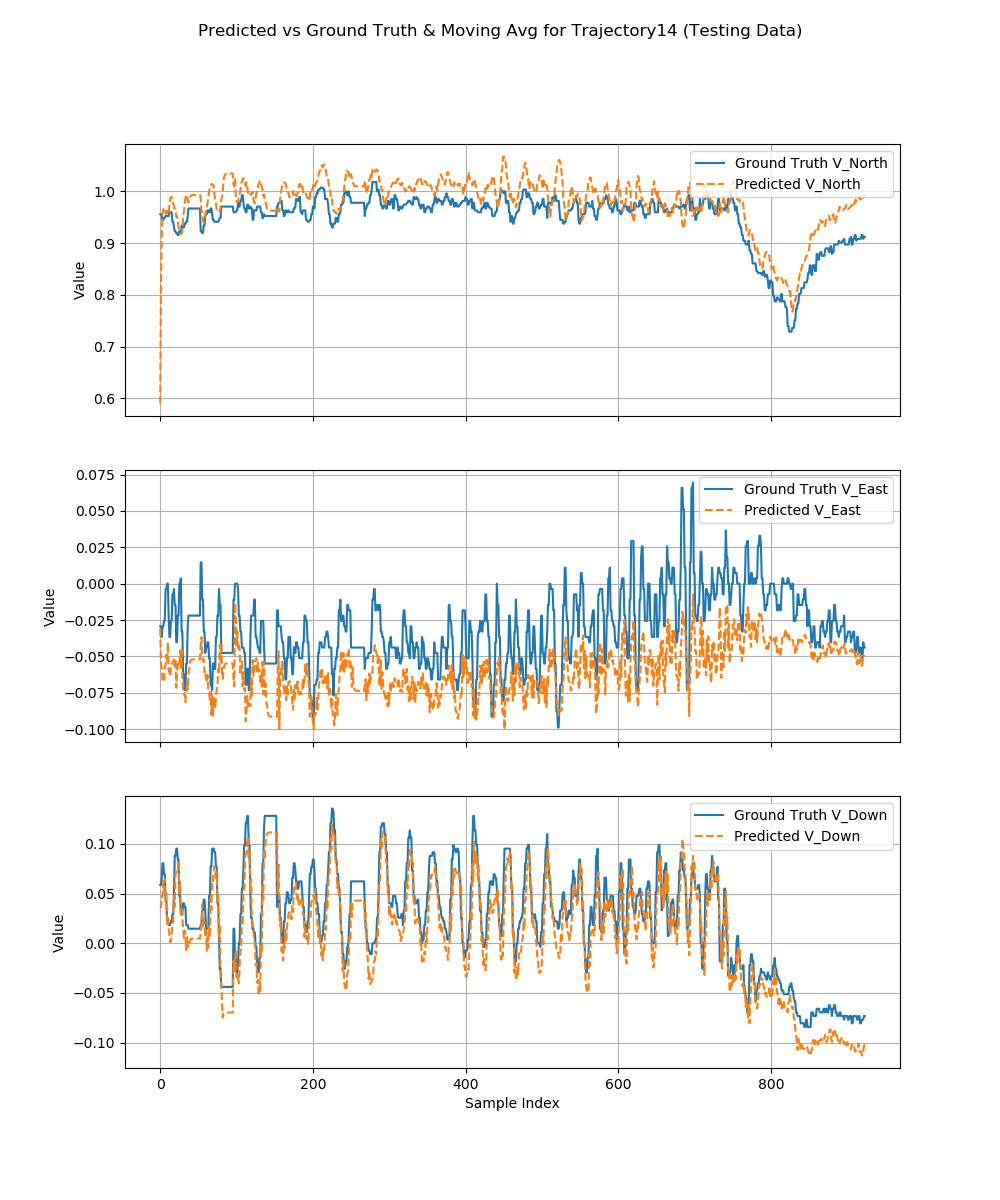 Predicted vs Ground Truth & Moving Avg for Trajectory14 (Testing Data)
1.0
0.9
0.8
0.7
0.6
Value
Ground Truth V_North
Predicted V_North
0.075
0.050
0.025
0.000
−0.025
−0.050
−0.075
−0.100
Value
Ground Truth V_East
Predicted V_East
0.10
0.05
0.00
−0.05
−0.10
Value
Ground Truth V_Down
Predicted V_Down
0 200 400 600 800
Sample Index